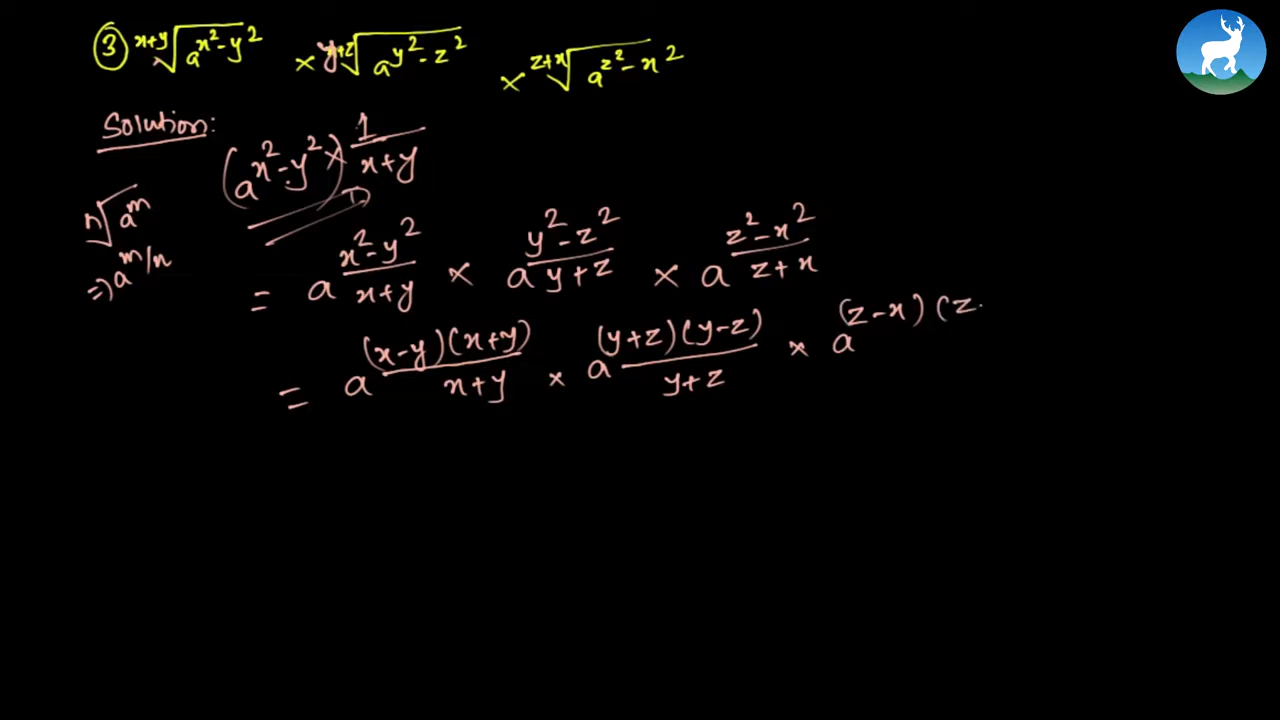 ③ ˣ⁺ʸ√(a^(x²-y²)) × ʸ⁺ᶻ√(a^(y²-z²)) × ᶻ⁺ˣ√(a^(z²-x²))
Solution:
(a^(x²-y²))× 1/(x+y)
ⁿ√(a^m)
⇒ a^(m/n)
= a^((x²-y²)/(x+y)) × a^((y²-z²)/(y+z)) × a^((z²-x²)/(z+x))
= a^((x-y)(x+y)/(x+y)) × a^((y+z)(y-z)/(y+z)) × a^((z-x)(z